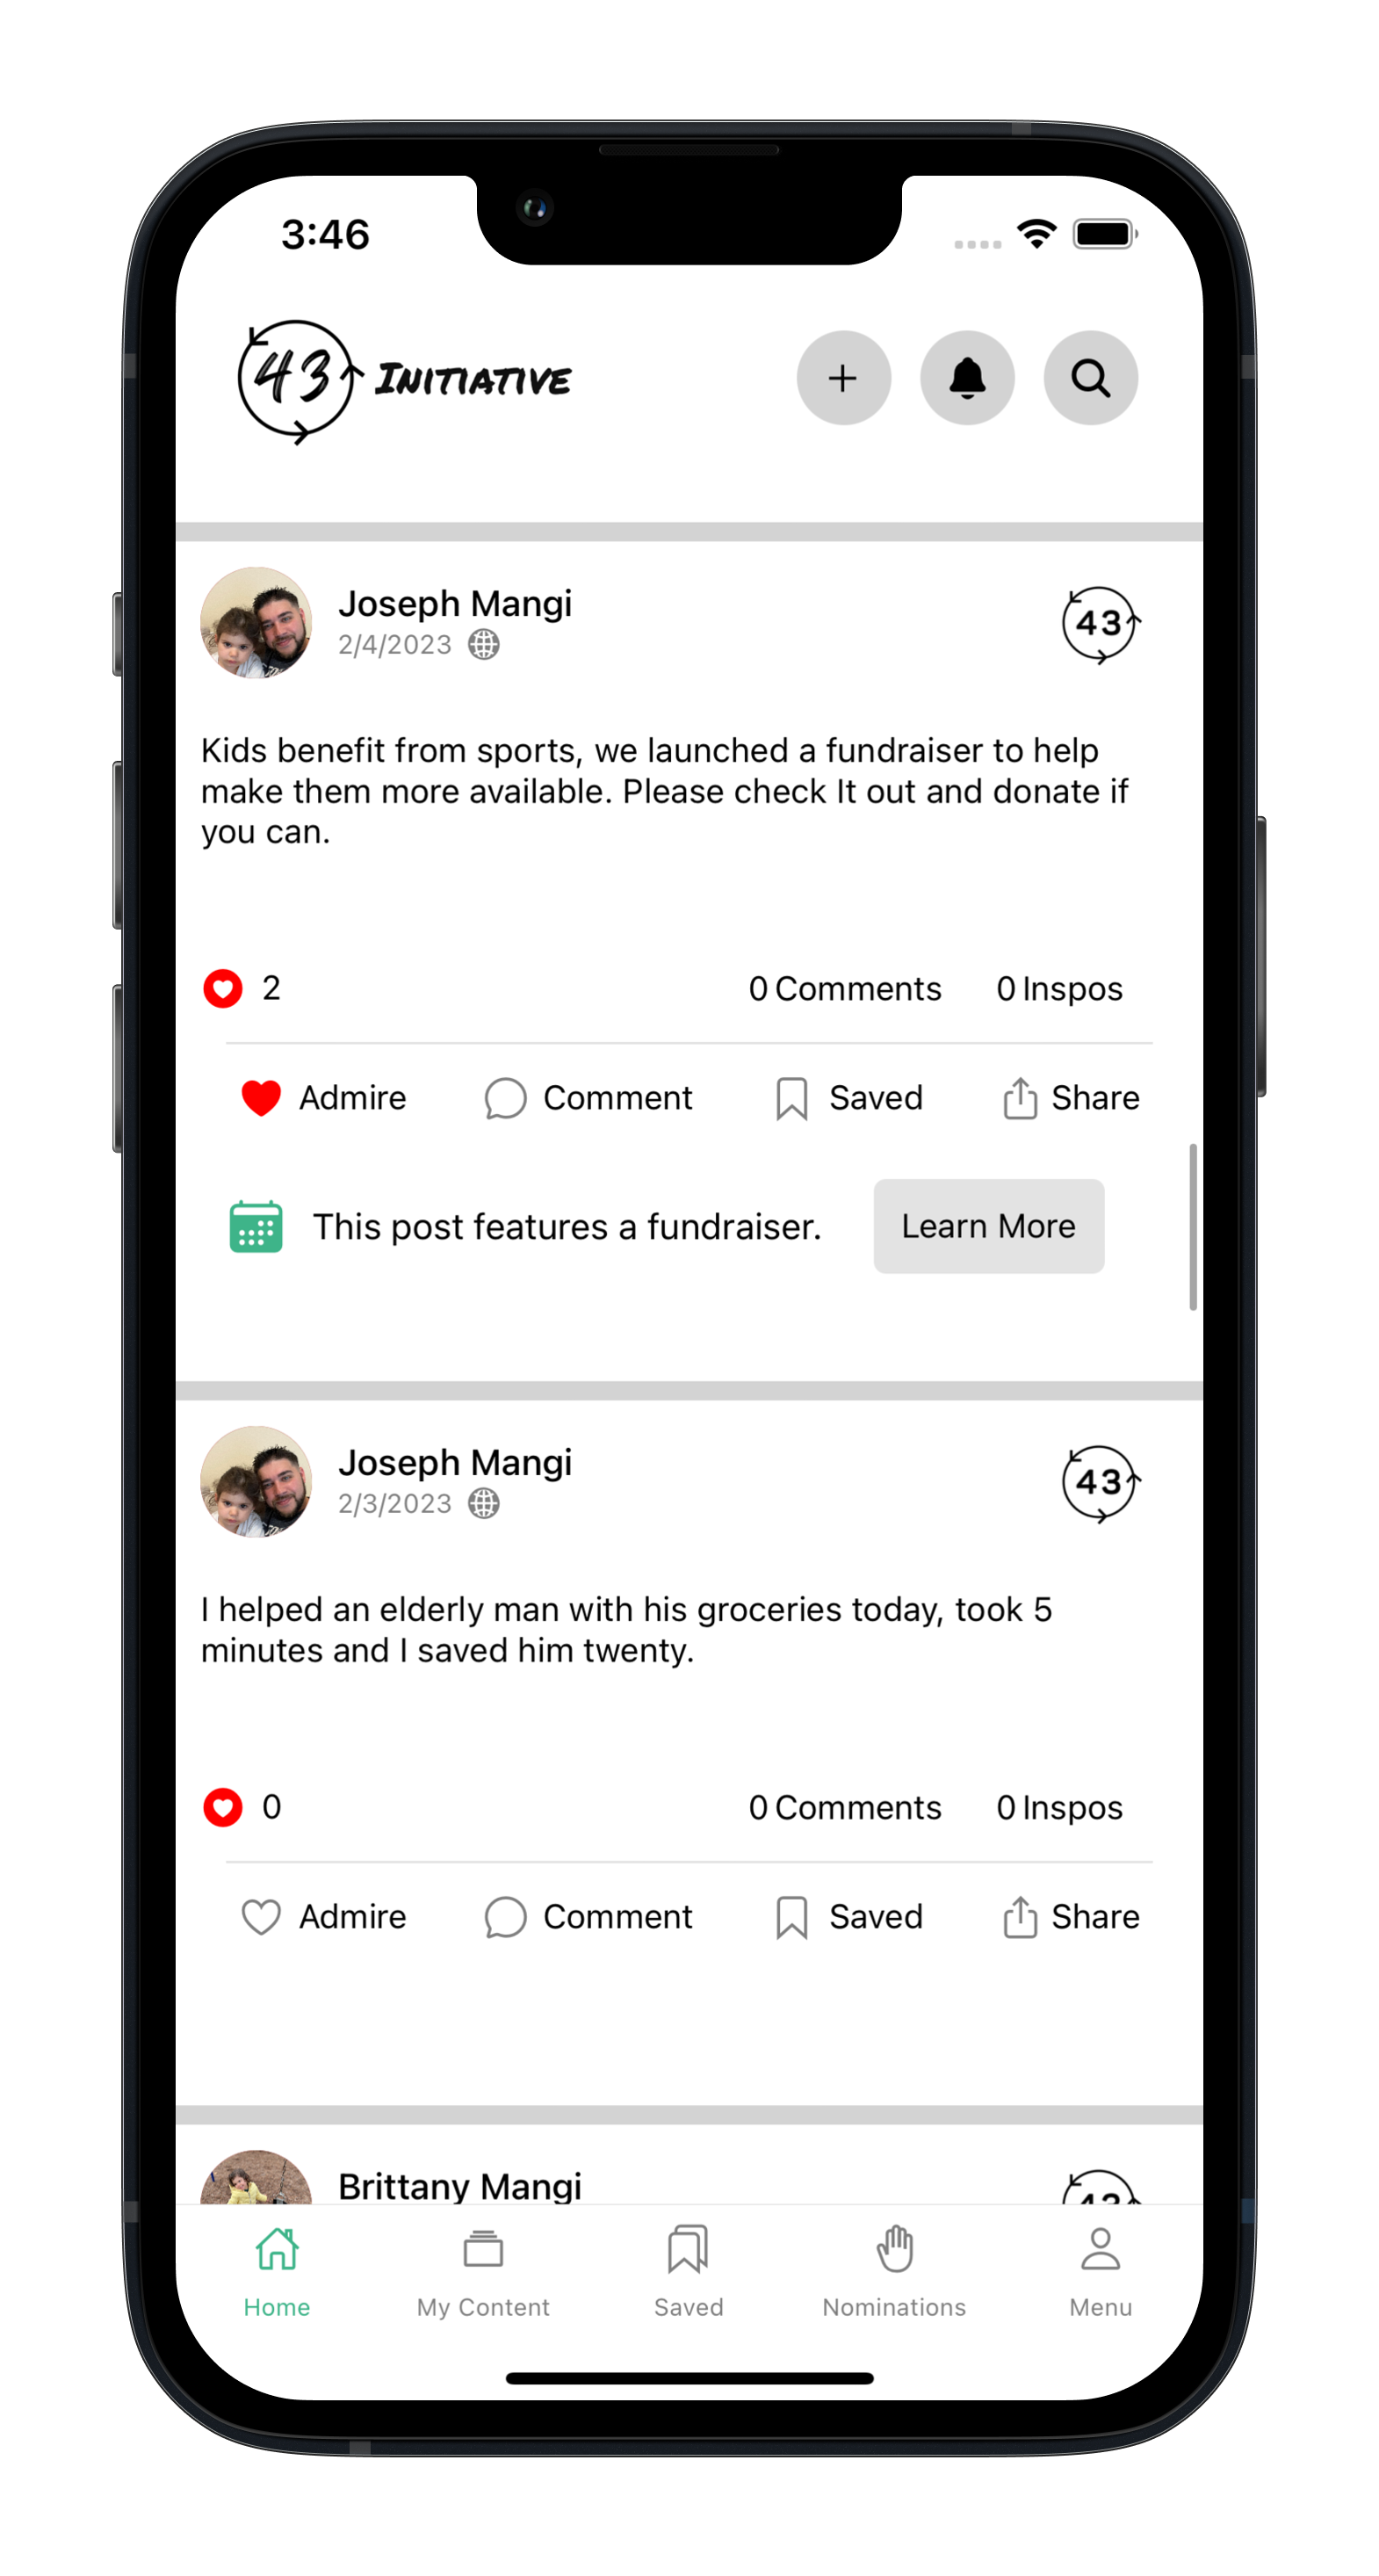 3:46
43 INITIATIVE
Joseph Mangi
2/4/2023
43
Kids benefit from sports, we launched a fundraiser to help
make them more available. Please check It out and donate if
you can.
2
0 Comments
0 Inspos
Admire
Comment
Saved
Share
This post features a fundraiser.
Learn More
Joseph Mangi
2/3/2023
43
I helped an elderly man with his groceries today, took 5
minutes and I saved him twenty.
0
0 Comments
0 Inspos
Admire
Comment
Saved
Share
Brittany Mangi
43
Home
My Content
Saved
Nominations
Menu